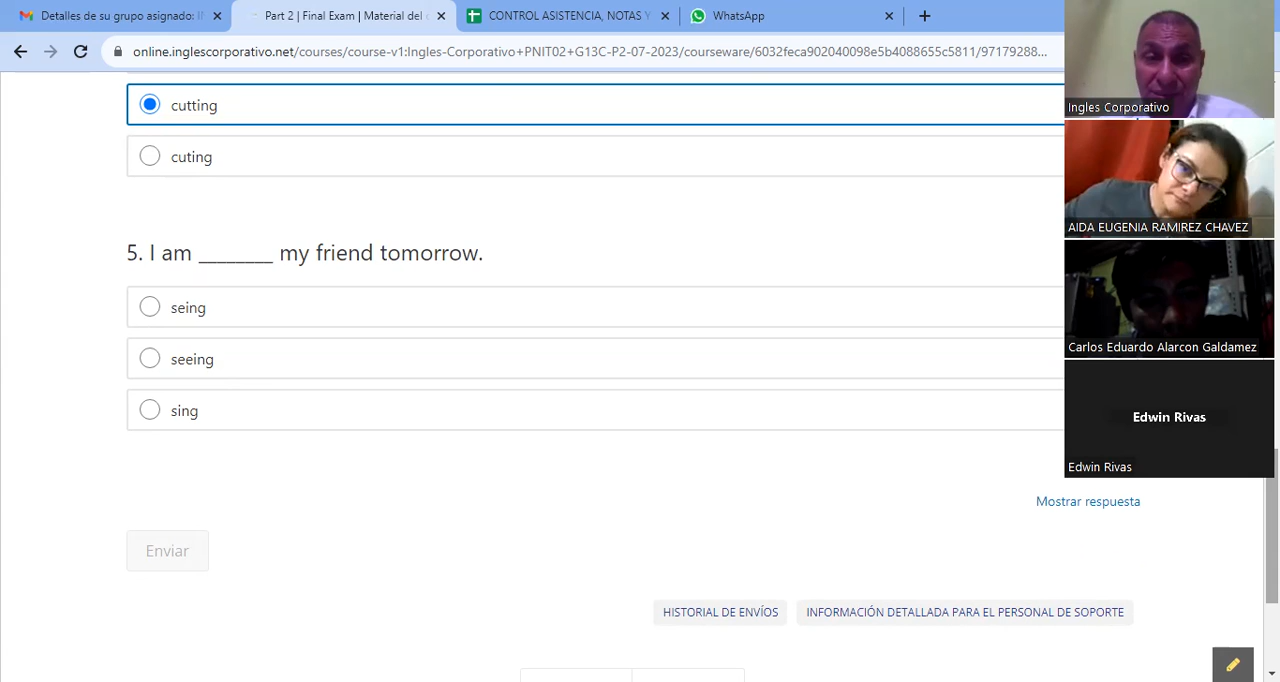 Detalles de su grupo asignado: I
Part 2 | Final Exam | Material del
CONTROL ASISTENCIA, NOTAS Y
WhatsApp
online.inglescorporativo.net/courses/course-v1:Ingles-Corporativo+PNIT02+G13C-P2-07-2023/courseware/6032feca902040098e5b4088655c5811/97179288...
cutting
cuting
5. I am ________ my friend tomorrow.
seing
seeing
sing
Mostrar respuesta
Enviar
HISTORIAL DE ENVÍOS
INFORMACIÓN DETALLADA PARA EL PERSONAL DE SOPORTE
Ingles Corporativo
AIDA EUGENIA RAMIREZ CHAVEZ
Carlos Eduardo Alarcon Galdamez
Edwin Rivas
Edwin Rivas